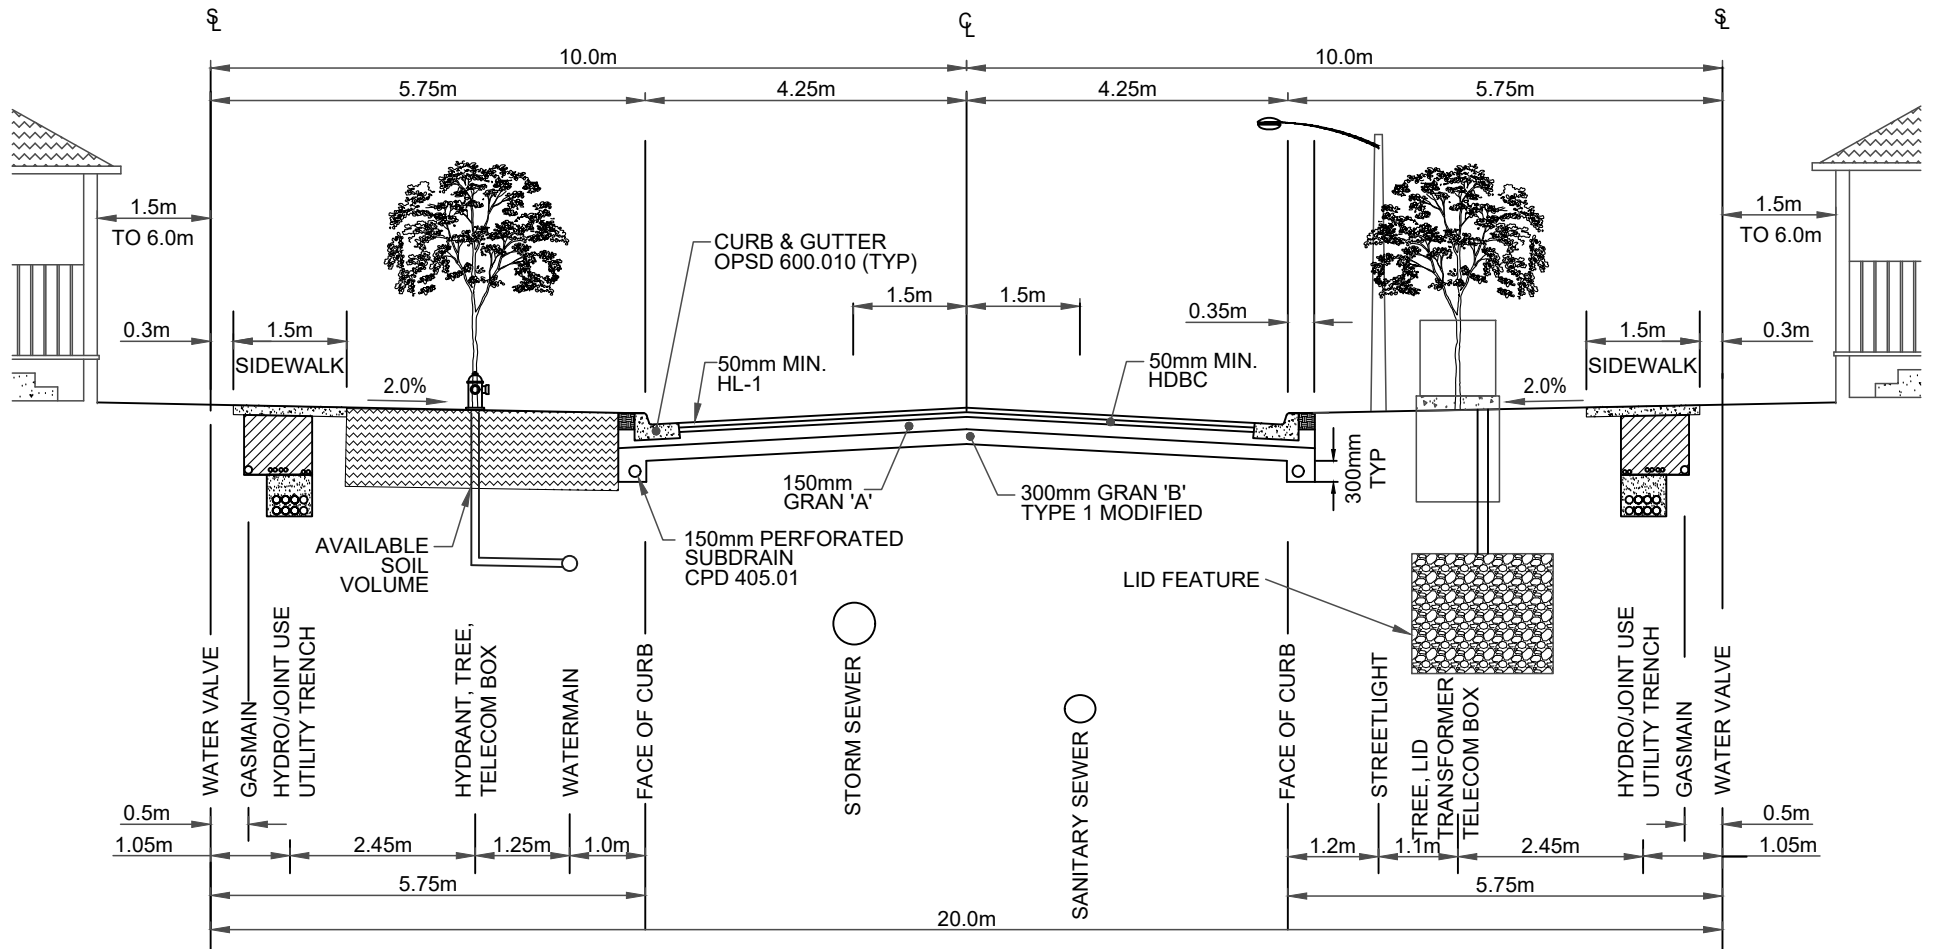 ℄
10.0m 10.0m
5.75m 4.25m 4.25m 5.75m
1.5m
TO 6.0m
1.5m
TO 6.0m
CURB & GUTTER
OPSD 600.010 (TYP)
1.5m 1.5m
0.35m
0.3m
1.5m
SIDEWALK
2.0%
50mm MIN.
HL-1
50mm MIN.
HDBC
2.0%
1.5m
SIDEWALK
0.3m
150mm
GRAN 'A'
300mm GRAN 'B'
TYPE 1 MODIFIED
300mm
TYP
AVAILABLE
SOIL
VOLUME
150mm PERFORATED
SUBDRAIN
CPD 405.01
LID FEATURE
WATER VALVE
GASMAIN
HYDRO/JOINT USE
UTILITY TRENCH
HYDRANT, TREE,
TELECOM BOX
WATERMAIN
FACE OF CURB
STORM SEWER
SANITARY SEWER
FACE OF CURB
STREETLIGHT
TREE, LID
TRANSFORMER
TELECOM BOX
HYDRO/JOINT USE
UTILITY TRENCH
GASMAIN
WATER VALVE
0.5m
0.5m
1.05m 2.45m 1.25m 1.0m
1.2m 1.1m 2.45m 1.05m
5.75m 5.75m
20.0m